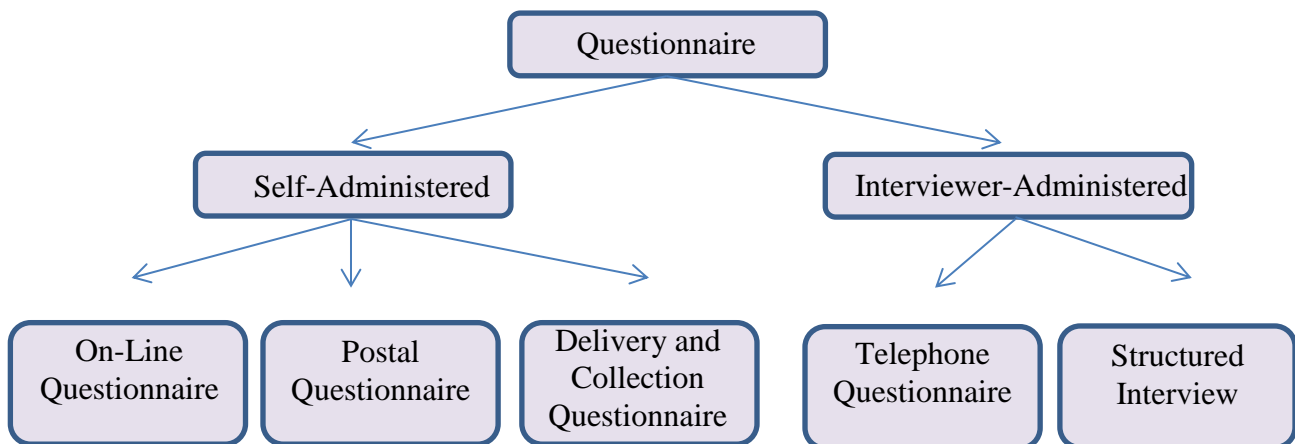 Questionnaire
Self-Administered
Interviewer-Administered
On-Line
Questionnaire
Postal
Questionnaire
Delivery and
Collection
Questionnaire
Telephone
Questionnaire
Structured
Interview